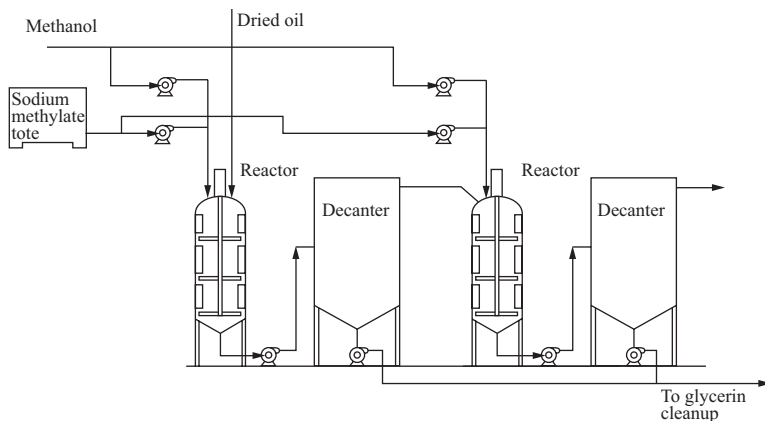 Methanol
Dried oil
Sodium
methylate
tote
Reactor
Decanter
Reactor
Decanter
To glycerin
cleanup